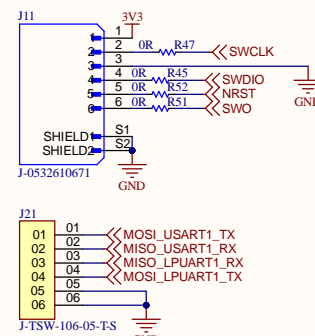 J11
3V3
1 1
2 2 0R R47 SWCLK
3 3
4 4 0R R45 SWDIO
GND
5 5 0R R52 NRST
6 6 0R R51 SWO
SHIELD1 S1
SHIELD2 S2
J-0532610671
GND
J21
01 01 MOSI_USART1_TX
02 02 MISO_USART1_RX
03 03 MISO_LPUART1_RX
04 04 MOSI_LPUART1_TX
05 05
06 06
J-TSW-106-05-T-S
GND